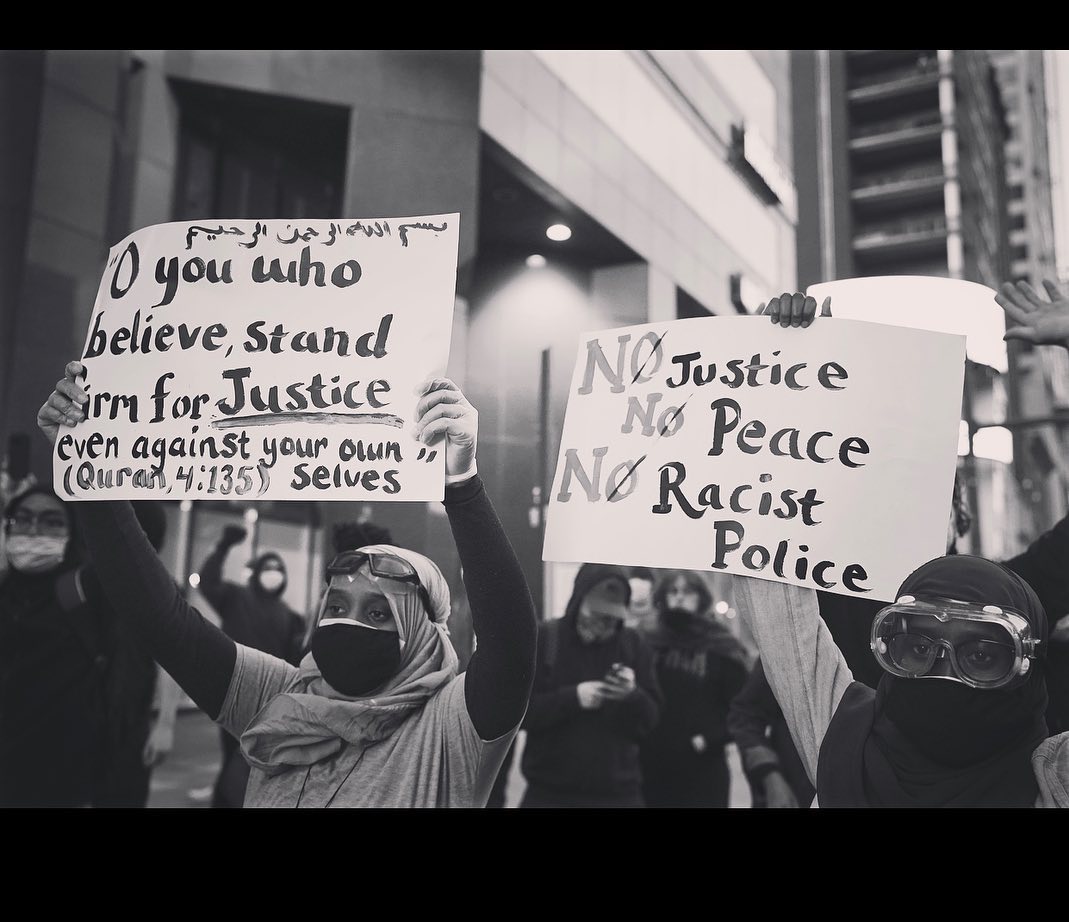 بسم الله الرحمن الرحيم
"O you who
believe, stand
firm for Justice
even against your own
(Quran, 4:135) selves"
NO Justice
No Peace
No Racist
Police